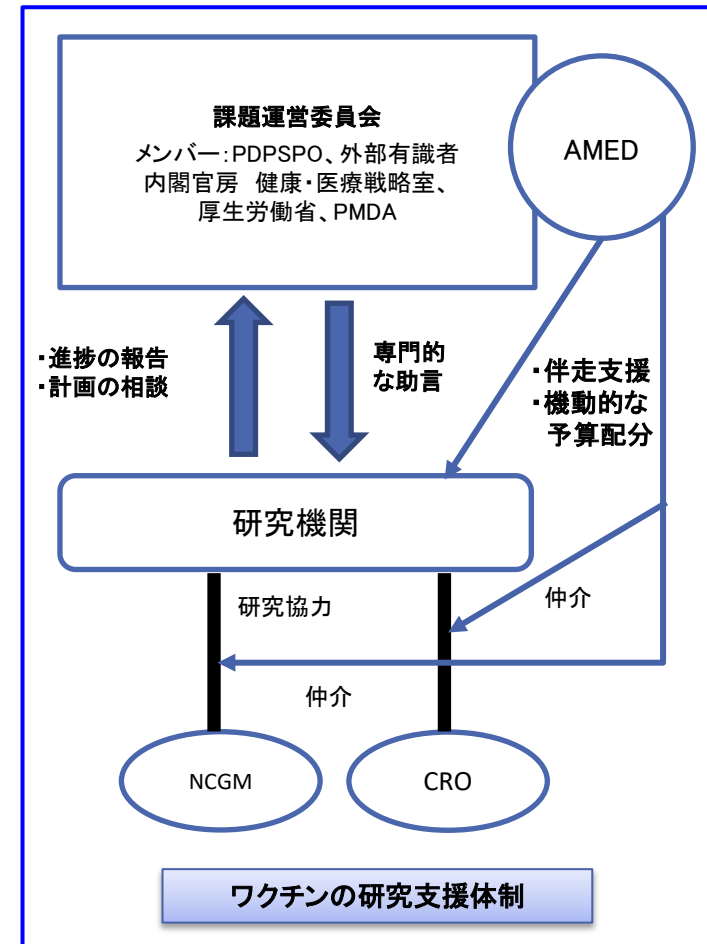 課題運営委員会
メンバー：PDPSPO、外部有識者
内閣官房　健康・医療戦略室、
厚生労働省、PMDA
AMED
・進捗の報告
・計画の相談
専門的
な助言
・伴走支援
・機動的な
予算配分
研究機関
研究協力
仲介
仲介
NCGM
CRO
ワクチンの研究支援体制